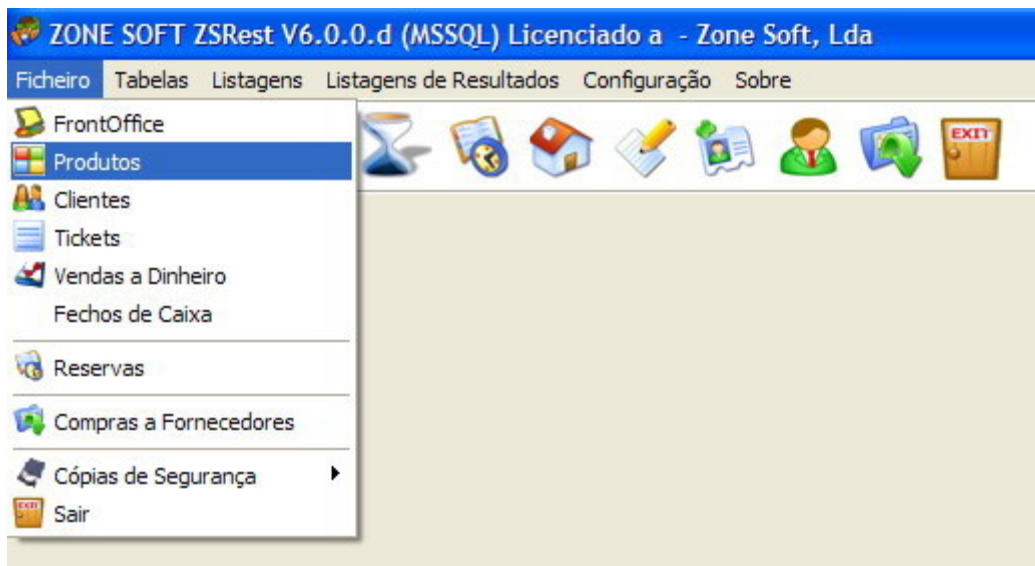 ZONE SOFT ZSRest V6.0.0.d (MSSQL) Licenciado a - Zone Soft, Lda
Ficheiro Tabelas Listagens Listagens de Resultados Configuração Sobre
FrontOffice
EXIT
Produtos
Clientes
Tickets
Vendas a Dinheiro
Fechos de Caixa
Reservas
Compras a Fornecedores
Cópias de Segurança
EXIT Sair